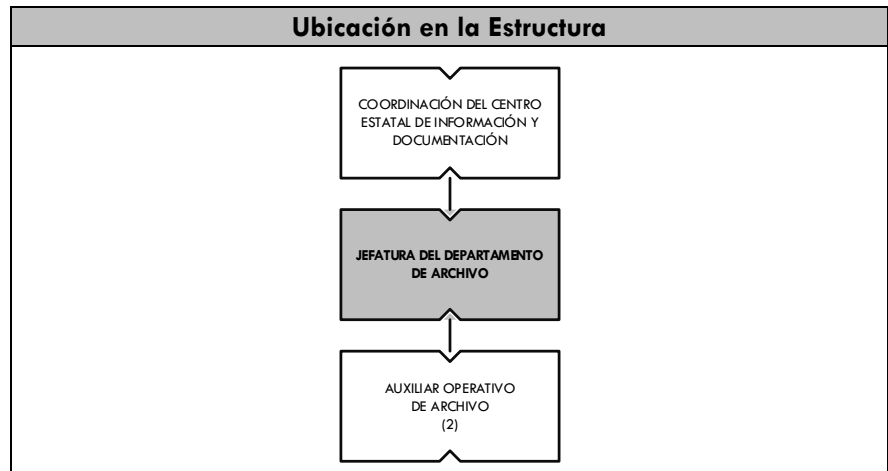 Ubicación en la Estructura
COORDINACIÓN DEL CENTRO
ESTATAL DE INFORMACIÓN Y
DOCUMENTACIÓN
JEFATURA DEL DEPARTAMENTO
DE ARCHIVO
AUXILIAR OPERATIVO
DE ARCHIVO
(2)